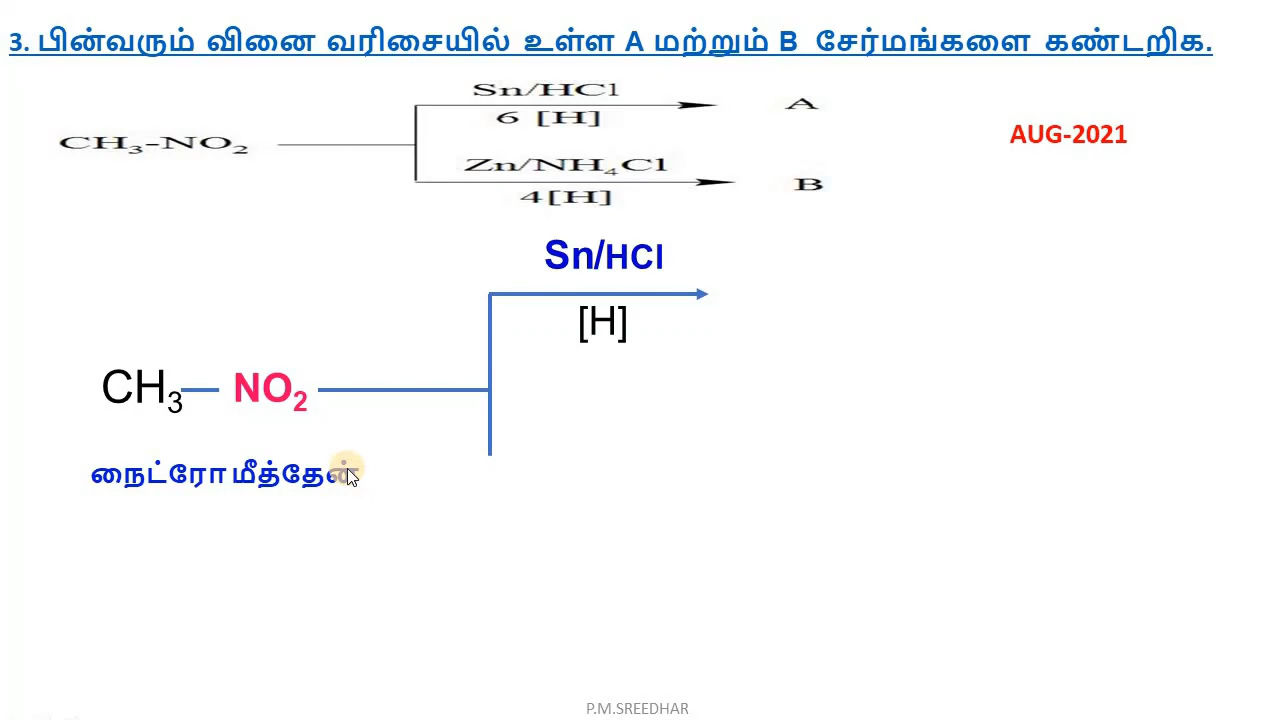 3. பின்வரும் வினை வரிசையில் உள்ள A மற்றும் B சேர்மங்களை கண்டறிக.
Sn/HCl
6 [H]
A
AUG-2021
CH₃-NO₂
Zn/NH₄Cl
4[H]
B
Sn/HCl
[H]
CH₃ NO₂
நைட்ரோ மீத்தேன்
P.M.SREEDHAR